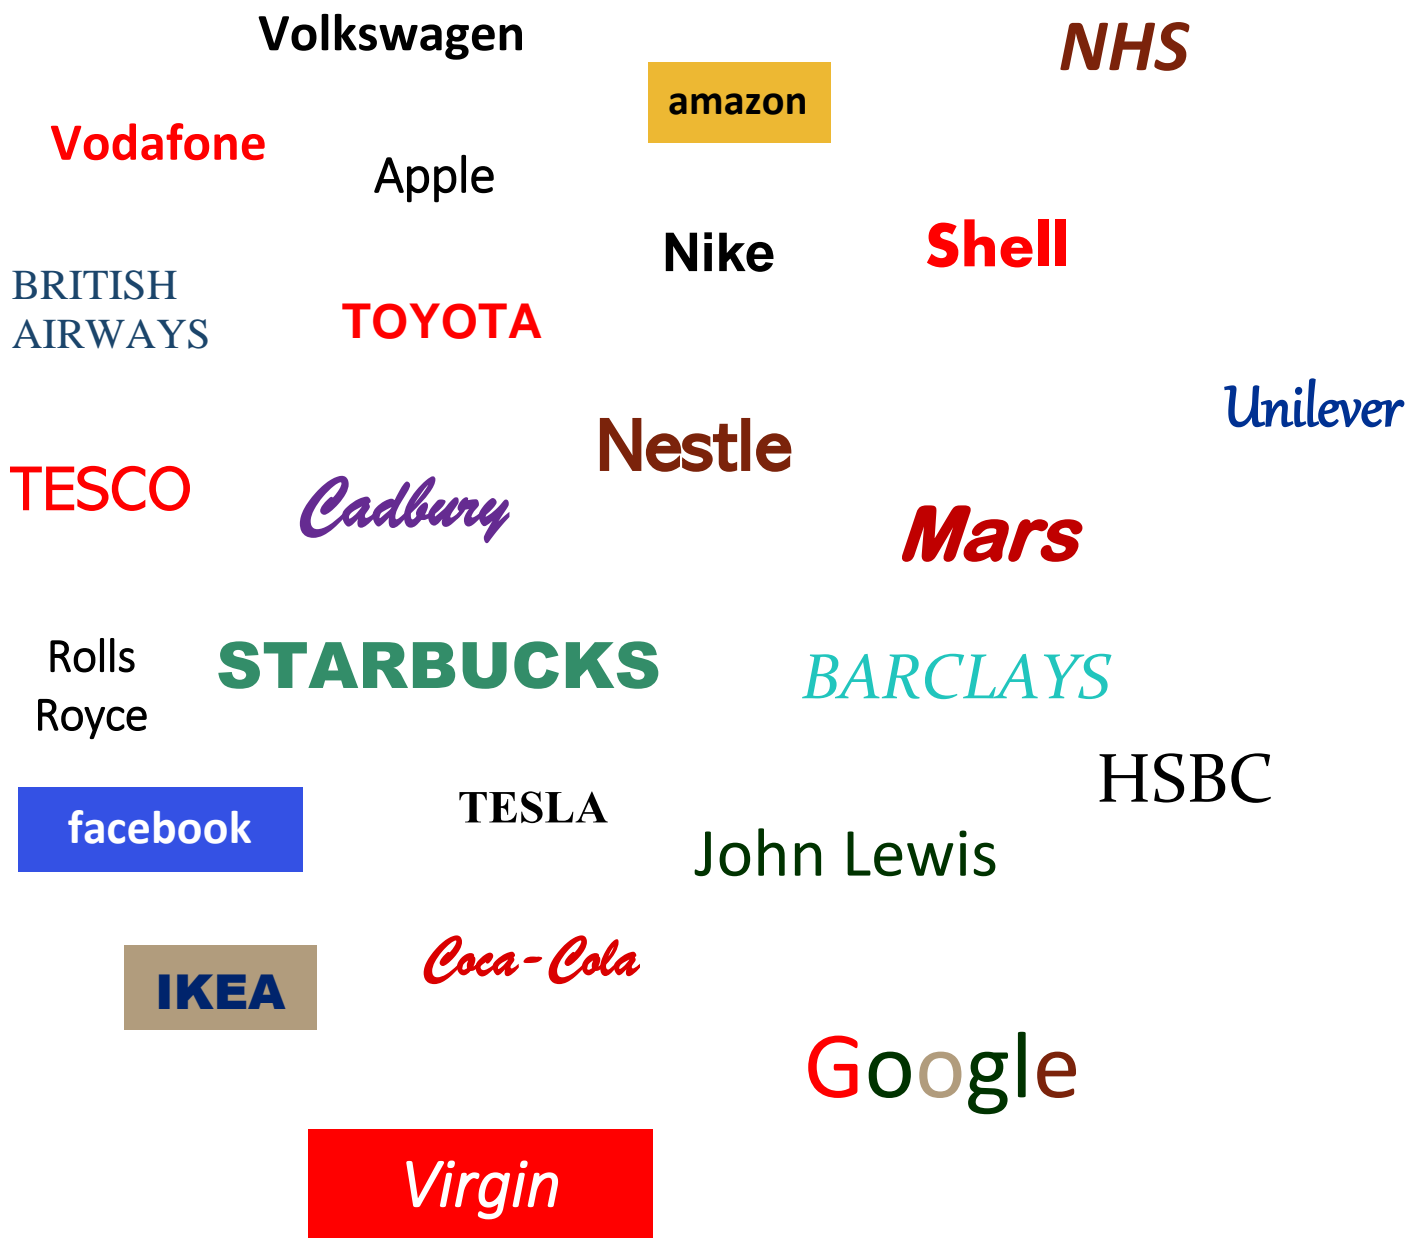 Volkswagen
NHS
amazon
Vodafone
Apple
Nike
Shell
BRITISH
AIRWAYS
TOYOTA
Unilever
Nestle
TESCO
Cadbury
Mars
Rolls
Royce
STARBUCKS
BARCLAYS
HSBC
facebook
TESLA
John Lewis
IKEA
Coca-Cola
Google
Virgin